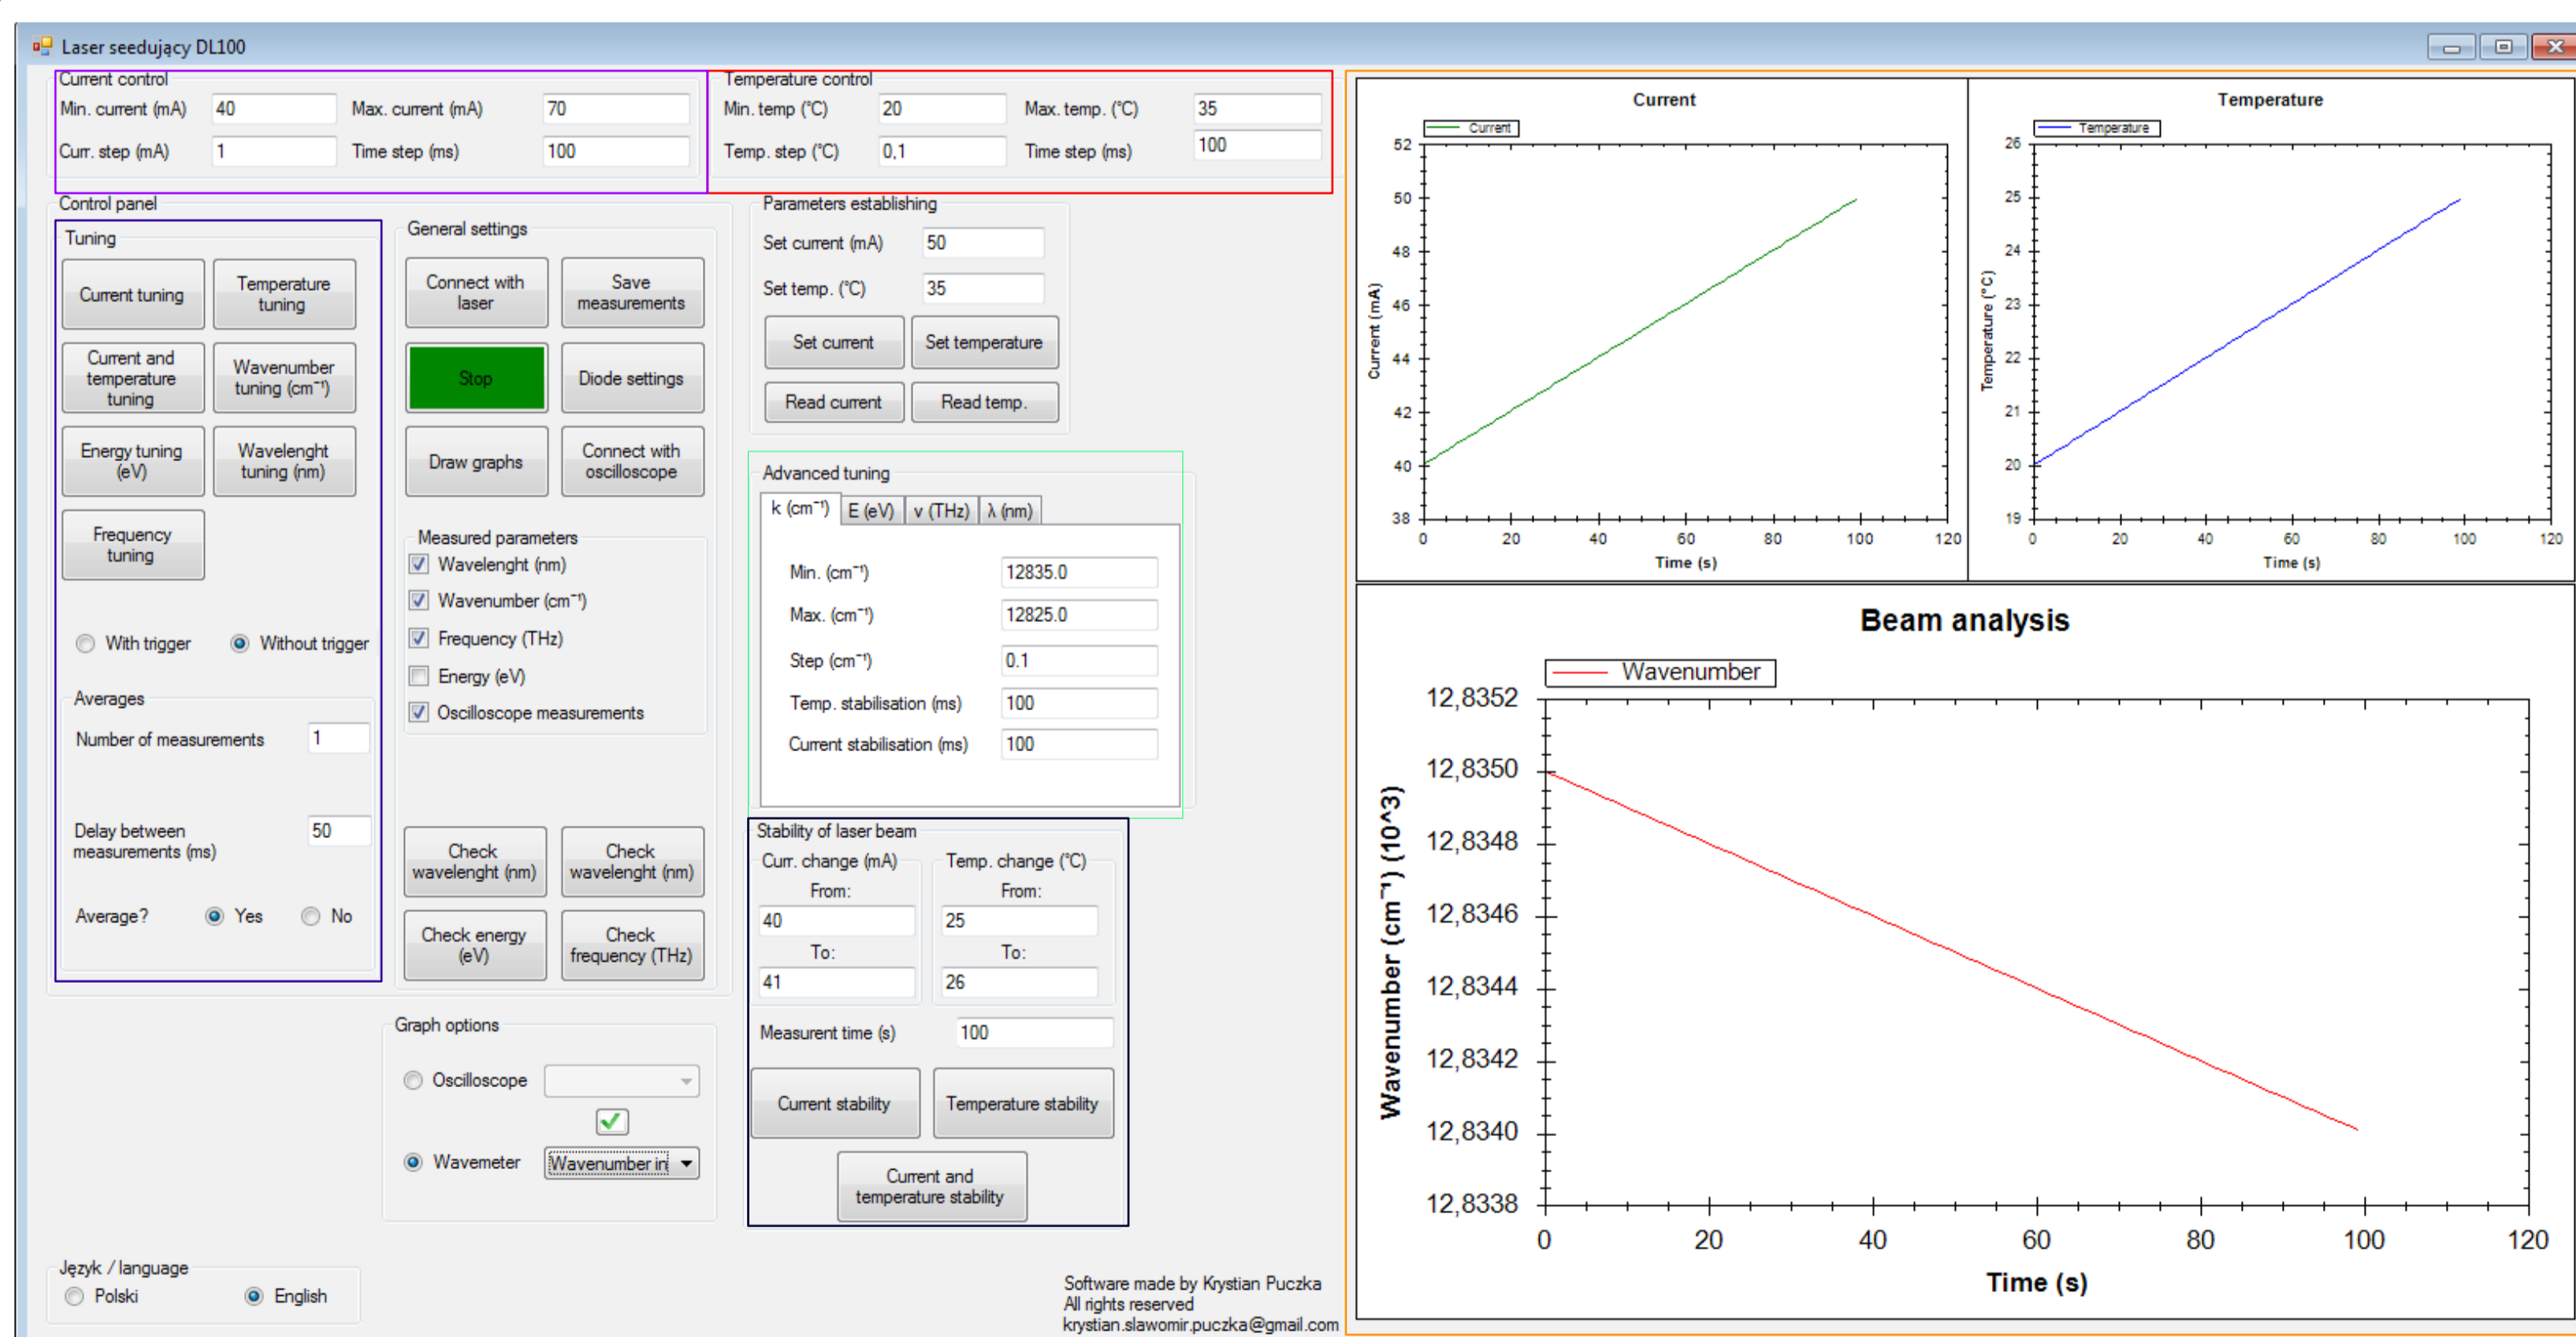 Laser seedujący DL100
Current control
Min. current (mA) 40 Max. current (mA) 70
Curr. step (mA) 1 Time step (ms) 100
Temperature control
Min. temp (°C) 20 Max. temp. (°C) 35
Temp. step (°C) 0,1 Time step (ms) 100
Control panel
Tuning
Current tuning
Temperature
tuning
Current and
temperature
tuning
Wavenumber
tuning (cm⁻¹)
Energy tuning
(eV)
Wavelenght
tuning (nm)
Frequency
tuning
With trigger Without trigger
Averages
Number of measurements 1
Delay between
measurements (ms) 50
Average? Yes No
General settings
Connect with
laser
Save
measurements
Stop
Diode settings
Draw graphs
Connect with
oscilloscope
Measured parameters
Wavelenght (nm)
Wavenumber (cm⁻¹)
Frequency (THz)
Energy (eV)
Oscilloscope measurements
Check
wavelenght (nm)
Check
wavelenght (nm)
Check energy
(eV)
Check
frequency (THz)
Graph options
Oscilloscope
Wavemeter Wavenumber in
Język / language
Polski English
Parameters establishing
Set current (mA) 50
Set temp. (°C) 35
Set current Set temperature
Read current Read temp.
Advanced tuning
k (cm⁻¹) E (eV) v (THz) λ (nm)
Min. (cm⁻¹) 12835.0
Max. (cm⁻¹) 12825.0
Step (cm⁻¹) 0.1
Temp. stabilisation (ms) 100
Current stabilisation (ms) 100
Stability of laser beam
Curr. change (mA) Temp. change (°C)
From: From:
40 25
To: To:
41 26
Measurent time (s) 100
Current stability Temperature stability
Current and
temperature stability
Software made by Krystian Puczka
All rights reserved
krystian.slawomir.puczka@gmail.com
Current
Current
Current (mA)
52
50
48
46
44
42
40
38
0 20 40 60 80 100 120
Time (s)
Temperature
Temperature
Temperature (°C)
26
25
24
23
22
21
20
19
0 20 40 60 80 100 120
Time (s)
Beam analysis
Wavenumber
Wavenumber (cm⁻¹) (10^3)
12,8352
12,8350
12,8348
12,8346
12,8344
12,8342
12,8340
12,8338
0 20 40 60 80 100 120
Time (s)